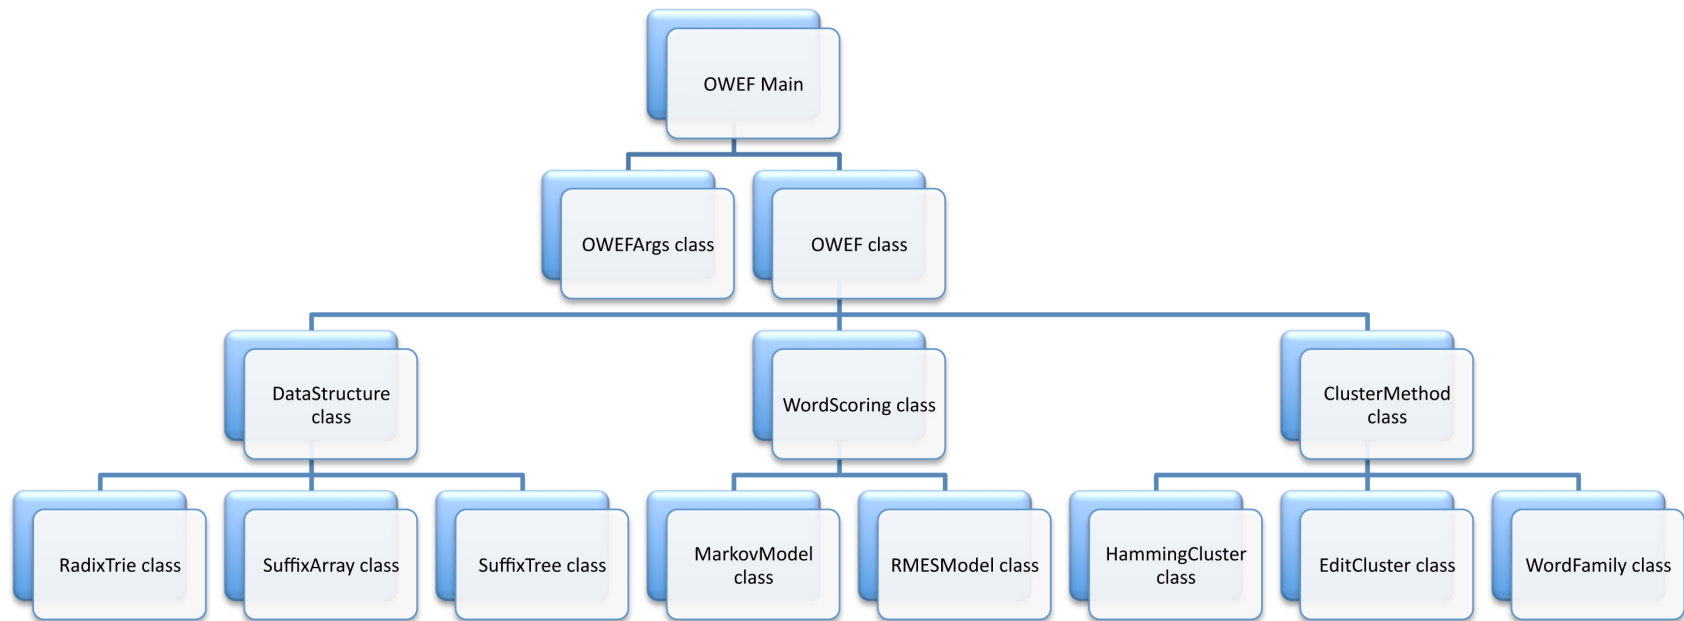 OWEF Main
OWEFArgs class
OWEF class
DataStructure
class
WordScoring class
ClusterMethod
class
RadixTrie class
SuffixArray class
SuffixTree class
MarkovModel
class
RMESModel class
HammingCluster
class
EditCluster class
WordFamily class